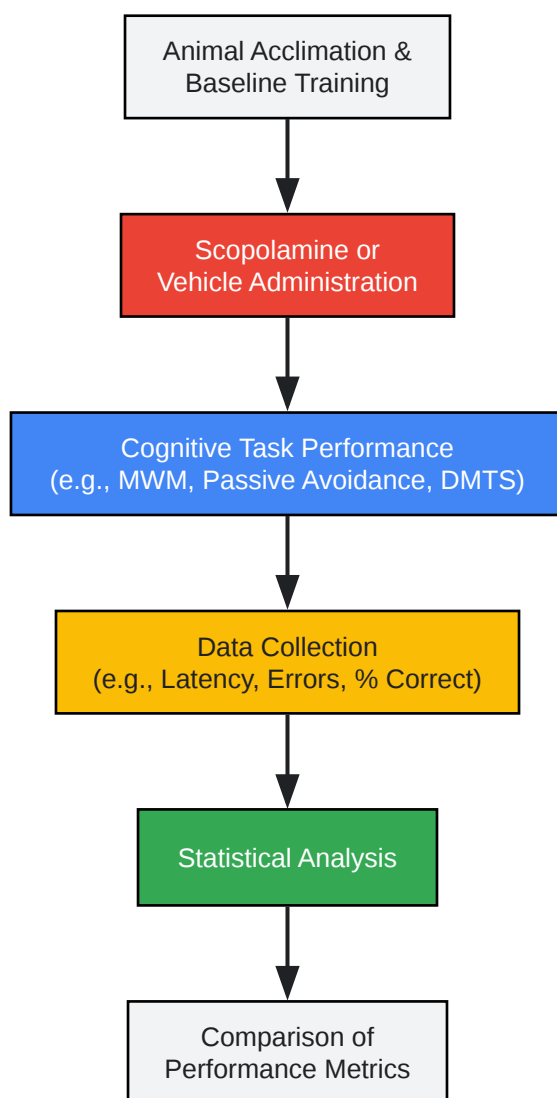 Animal Acclimation &
Baseline Training
Scopolamine or
Vehicle Administration
Cognitive Task Performance
(e.g., MWM, Passive Avoidance, DMTS)
Data Collection
(e.g., Latency, Errors, % Correct)
Statistical Analysis
Comparison of
Performance Metrics